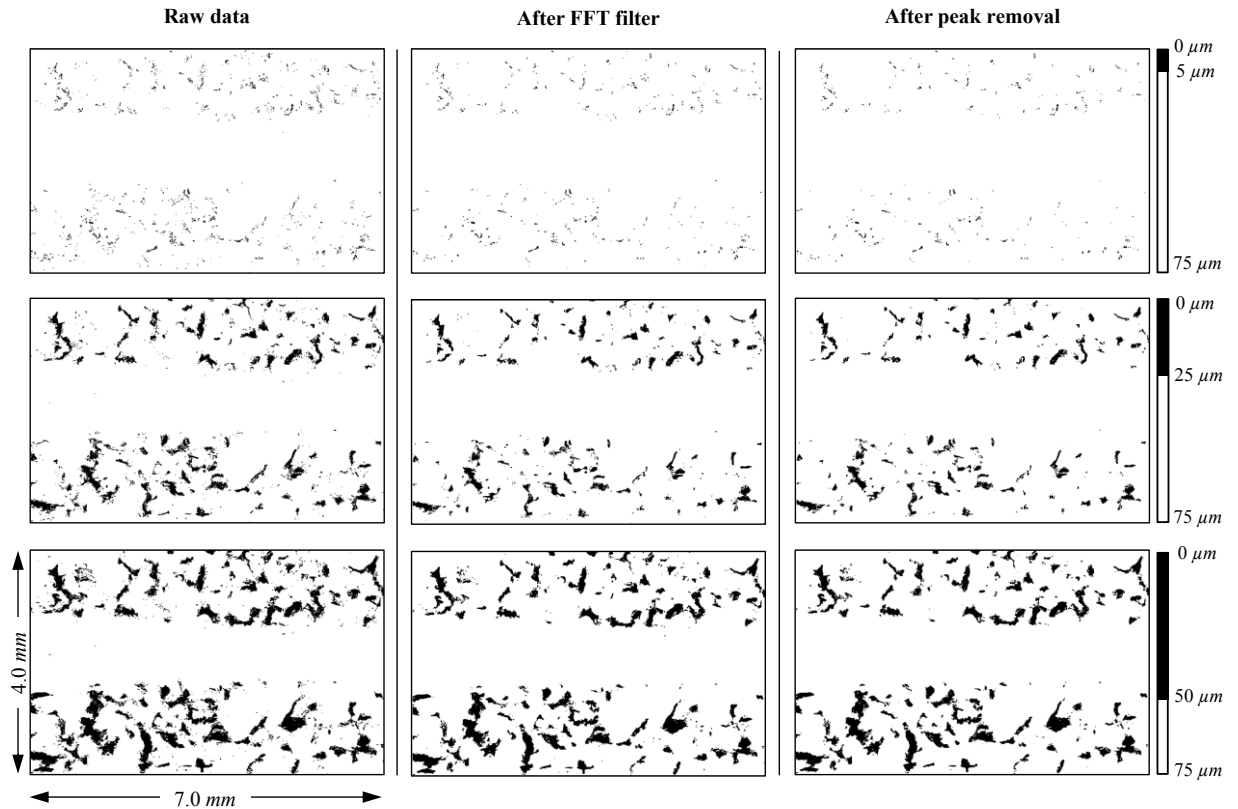 Raw data
After FFT filter
After peak removal
0 µm
5 µm
75 µm
0 µm
25 µm
75 µm
0 µm
50 µm
75 µm
4.0 mm
7.0 mm